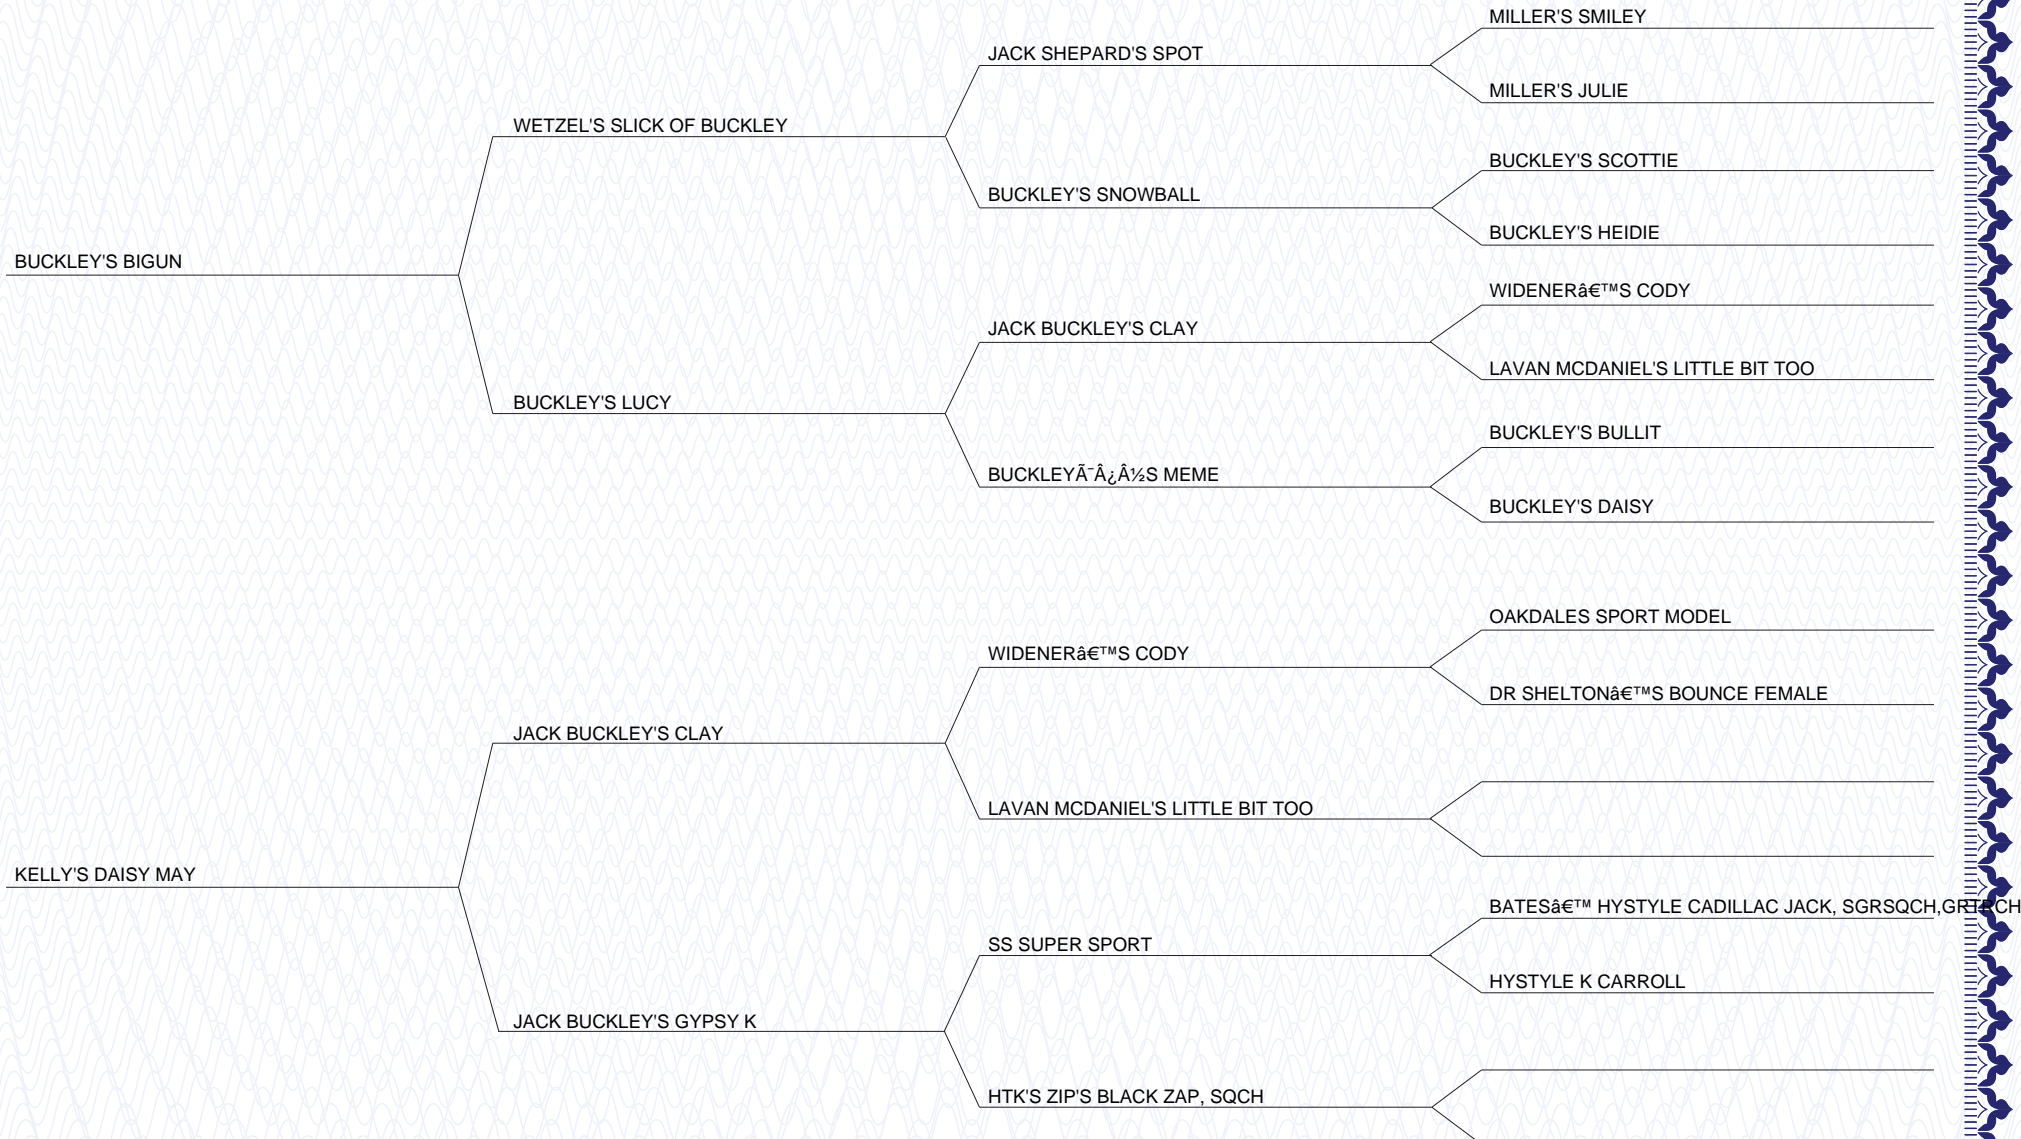 MILLER'S SMILEY
JACK SHEPARD'S SPOT
MILLER'S JULIE
WETZEL'S SLICK OF BUCKLEY
BUCKLEY'S SCOTTIE
BUCKLEY'S SNOWBALL
BUCKLEY'S HEIDIE
BUCKLEY'S BIGUN
WIDENERâ€™S CODY
JACK BUCKLEY'S CLAY
LAVAN MCDANIEL'S LITTLE BIT TOO
BUCKLEY'S LUCY
BUCKLEY'S BULLIT
BUCKLEYÃ¯Â¿Â½S MEME
BUCKLEY'S DAISY
OAKDALES SPORT MODEL
WIDENERâ€™S CODY
DR SHELTONâ€™S BOUNCE FEMALE
JACK BUCKLEY'S CLAY
LAVAN MCDANIEL'S LITTLE BIT TOO
KELLY'S DAISY MAY
BATESâ€™ HYSTYLE CADILLAC JACK, SGRSQCH,GRTRCH
SS SUPER SPORT
HYSTYLE K CARROLL
JACK BUCKLEY'S GYPSY K
HTK'S ZIP'S BLACK ZAP, SQCH